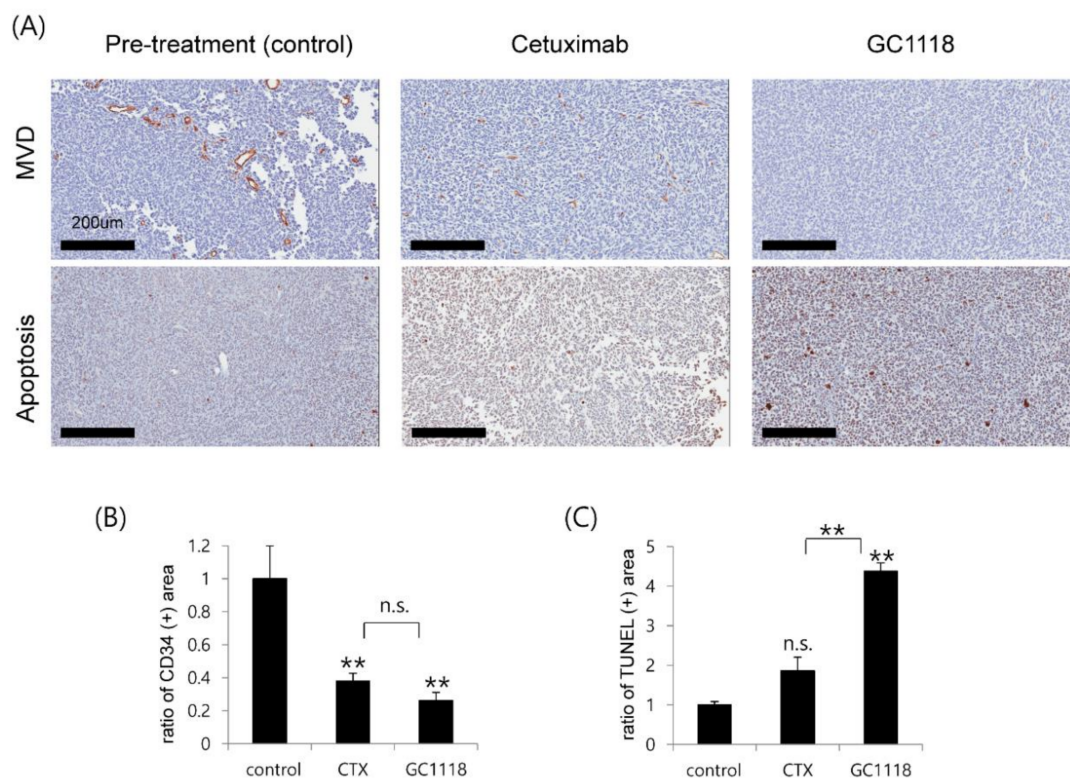 (A)
Pre-treatment (control) Cetuximab GC1118
MVD
200um
Apoptosis
(B)
ratio of CD34 (+) area
1.2
1
0.8
0.6
0.4
0.2
0
n.s.
**
**
control CTX GC1118
(C)
ratio of TUNEL (+) area
5
4
3
2
1
0
**
**
n.s.
control CTX GC1118